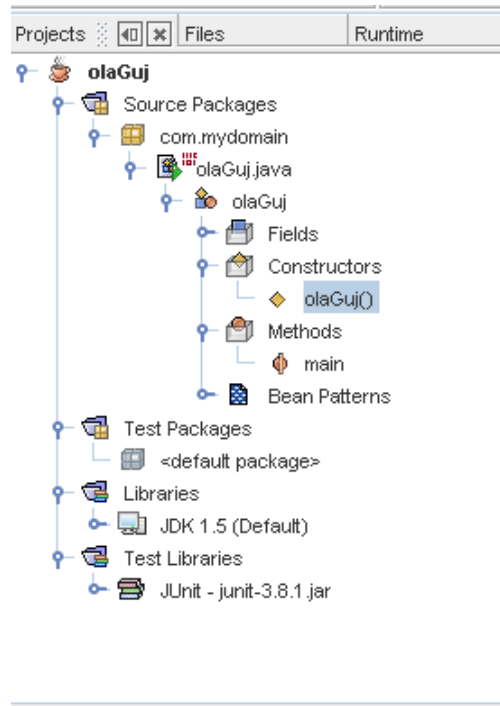 Projects Files Runtime
olaGuj
Source Packages
com.mydomain
olaGuj.java
olaGuj
Fields
Constructors
olaGuj()
Methods
main
Bean Patterns
Test Packages
<default package>
Libraries
JDK 1.5 (Default)
Test Libraries
JUnit - junit-3.8.1.jar